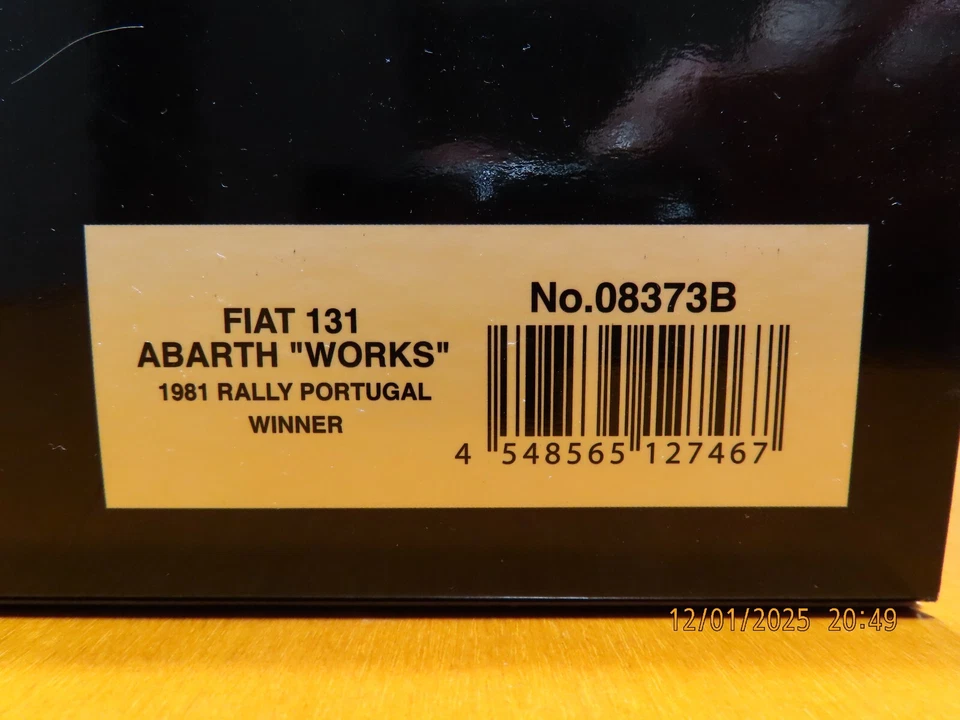 FIAT 131
ABARTH "WORKS"
1981 RALLY PORTUGAL
WINNER
No.08373B
4 548565 127467
12/01/2025 20:49